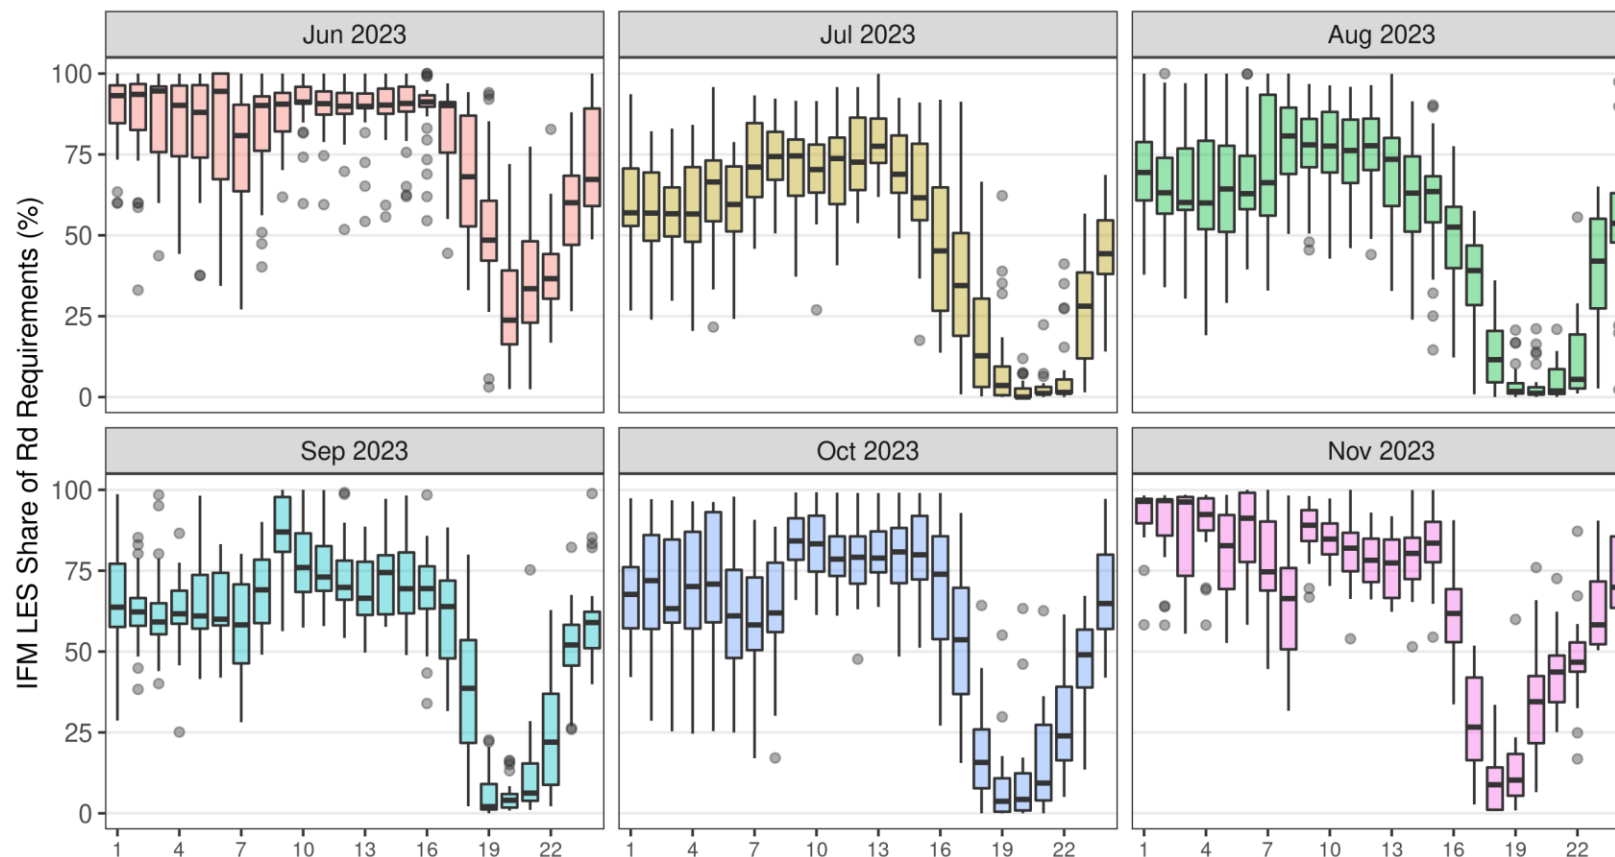 IFM LES Share of Rd Requirements (%)
Jun 2023
Jul 2023
Aug 2023
100
75
50
25
0
Sep 2023
Oct 2023
Nov 2023
100
75
50
25
0
1 4 7 10 13 16 19 22
1 4 7 10 13 16 19 22
1 4 7 10 13 16 19 22